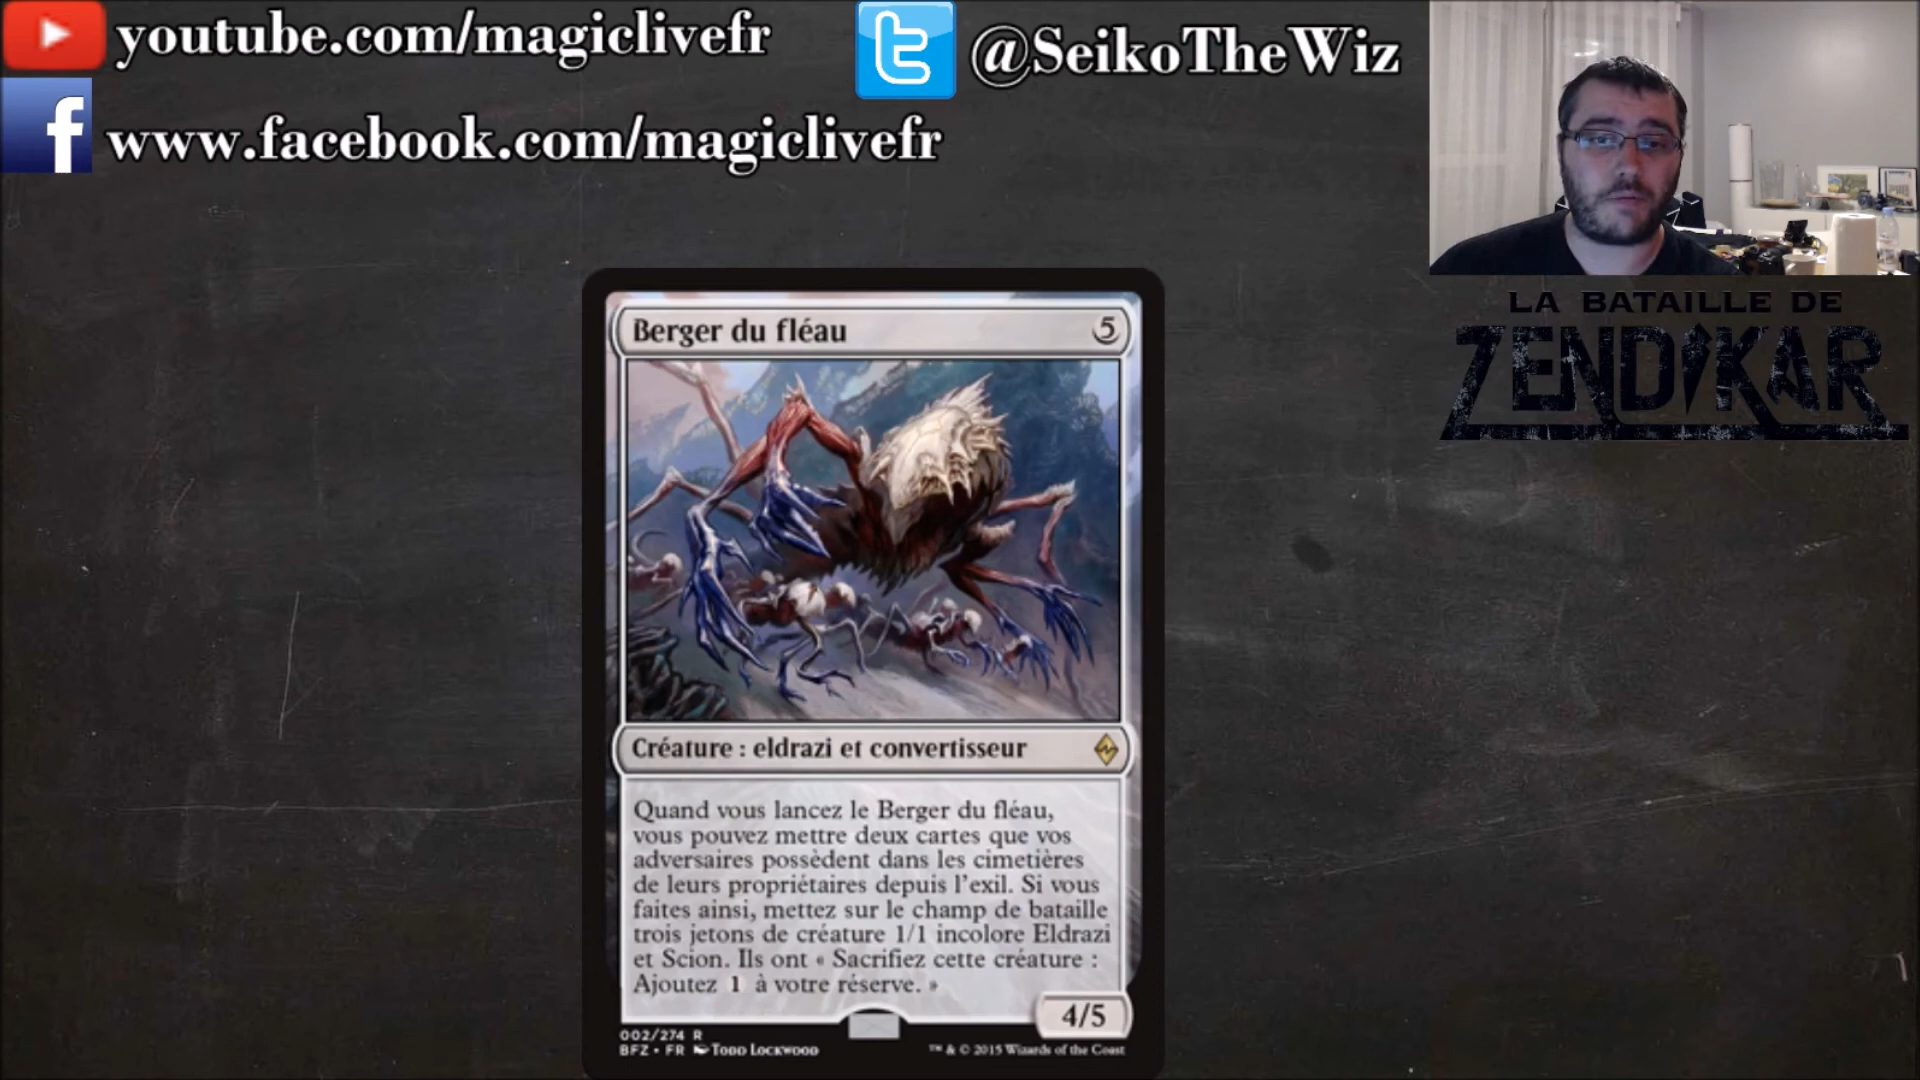 youtube.com/magiclivefr
@SeikoTheWiz
www.facebook.com/magiclivefr
LA BATAILLE DE
ZENDIKAR
Berger du fléau 5
Créature : eldrazi et convertisseur
Quand vous lancez le Berger du fléau,
vous pouvez mettre deux cartes que vos
adversaires possèdent dans les cimetières
de leurs propriétaires depuis l'exil. Si vous
faites ainsi, mettez sur le champ de bataille
trois jetons de créature 1/1 incolore Eldrazi
et Scion. Ils ont « Sacrifiez cette créature :
Ajoutez 1 à votre réserve. »
4/5
002/274 R
BFZ • FR Todd Lockwood
™ & © 2015 Wizards of the Coast